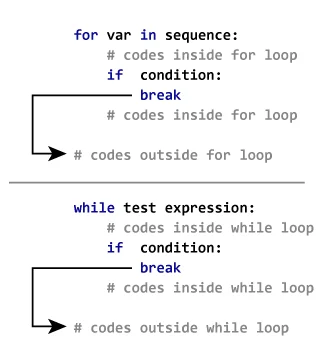 for var in sequence:
# codes inside for loop
if condition:
break
# codes inside for loop
# codes outside for loop
while test expression:
# codes inside while loop
if condition:
break
# codes inside while loop
# codes outside while loop